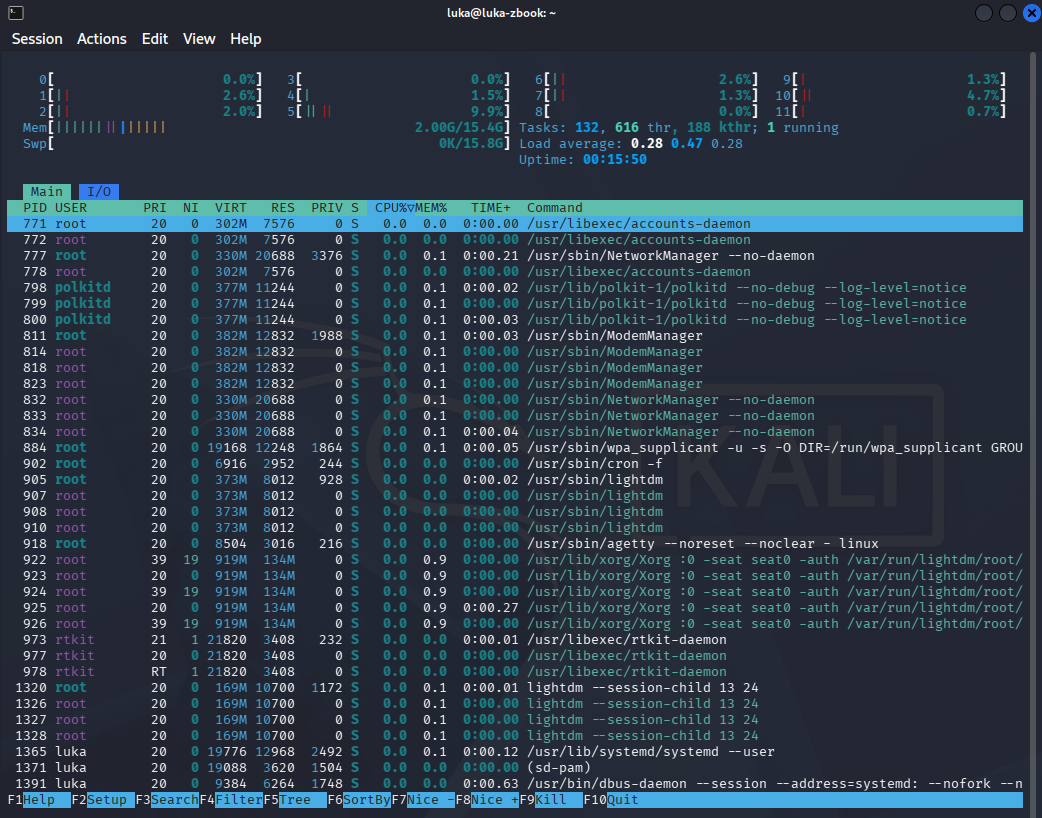 luka@luka-zbook: ~
Session Actions Edit View Help
0[ 0.0%] 3[ 0.0%] 6[|| 2.6%] 9[| 1.3%]
1[|| 2.6%] 4[| 1.5%] 7[|| 1.3%] 10[|| 4.7%]
2[|| 2.0%] 5[|||| 9.9%] 8[ 0.0%] 11[| 0.7%]
Mem[|||||||||||||| 2.00G/15.4G] Tasks: 132, 616 thr, 188 kthr; 1 running
Swp[ 0K/15.8G] Load average: 0.28 0.47 0.28
Uptime: 00:15:50
Main I/O
PID USER PRI NI VIRT RES PRIV S CPU%▽MEM% TIME+ Command
771 root 20 0 302M 7576 0 S 0.0 0.0 0:00.00 /usr/libexec/accounts-daemon
772 root 20 0 302M 7576 0 S 0.0 0.0 0:00.00 /usr/libexec/accounts-daemon
777 root 20 0 330M 20688 3376 S 0.0 0.1 0:00.21 /usr/sbin/NetworkManager --no-daemon
778 root 20 0 302M 7576 0 S 0.0 0.0 0:00.00 /usr/libexec/accounts-daemon
798 polkitd 20 0 377M 11244 0 S 0.0 0.1 0:00.02 /usr/lib/polkit-1/polkitd --no-debug --log-level=notice
799 polkitd 20 0 377M 11244 0 S 0.0 0.1 0:00.00 /usr/lib/polkit-1/polkitd --no-debug --log-level=notice
800 polkitd 20 0 377M 11244 0 S 0.0 0.1 0:00.03 /usr/lib/polkit-1/polkitd --no-debug --log-level=notice
811 root 20 0 382M 12832 1988 S 0.0 0.1 0:00.03 /usr/sbin/ModemManager
814 root 20 0 382M 12832 0 S 0.0 0.1 0:00.00 /usr/sbin/ModemManager
818 root 20 0 382M 12832 0 S 0.0 0.1 0:00.00 /usr/sbin/ModemManager
823 root 20 0 382M 12832 0 S 0.0 0.1 0:00.00 /usr/sbin/ModemManager
832 root 20 0 330M 20688 0 S 0.0 0.1 0:00.00 /usr/sbin/NetworkManager --no-daemon
833 root 20 0 330M 20688 0 S 0.0 0.1 0:00.00 /usr/sbin/NetworkManager --no-daemon
834 root 20 0 330M 20688 0 S 0.0 0.1 0:00.04 /usr/sbin/NetworkManager --no-daemon
884 root 20 0 19168 12248 1864 S 0.0 0.1 0:00.05 /usr/sbin/wpa_supplicant -u -s -O DIR=/run/wpa_supplicant GROU
902 root 20 0 6916 2952 244 S 0.0 0.0 0:00.00 /usr/sbin/cron -f
905 root 20 0 373M 8012 928 S 0.0 0.0 0:00.02 /usr/sbin/lightdm
907 root 20 0 373M 8012 0 S 0.0 0.0 0:00.00 /usr/sbin/lightdm
908 root 20 0 373M 8012 0 S 0.0 0.0 0:00.00 /usr/sbin/lightdm
910 root 20 0 373M 8012 0 S 0.0 0.0 0:00.00 /usr/sbin/lightdm
918 root 20 0 8504 3016 216 S 0.0 0.0 0:00.00 /usr/sbin/agetty --noreset --noclear - linux
922 root 39 19 919M 134M 0 S 0.0 0.9 0:00.00 /usr/lib/xorg/Xorg :0 -seat seat0 -auth /var/run/lightdm/root/
923 root 20 0 919M 134M 0 S 0.0 0.9 0:00.00 /usr/lib/xorg/Xorg :0 -seat seat0 -auth /var/run/lightdm/root/
924 root 39 19 919M 134M 0 S 0.0 0.9 0:00.00 /usr/lib/xorg/Xorg :0 -seat seat0 -auth /var/run/lightdm/root/
925 root 20 0 919M 134M 0 S 0.0 0.9 0:00.27 /usr/lib/xorg/Xorg :0 -seat seat0 -auth /var/run/lightdm/root/
926 root 39 19 919M 134M 0 S 0.0 0.9 0:00.00 /usr/lib/xorg/Xorg :0 -seat seat0 -auth /var/run/lightdm/root/
973 rtkit 21 1 21820 3408 232 S 0.0 0.0 0:00.01 /usr/libexec/rtkit-daemon
977 rtkit 20 0 21820 3408 0 S 0.0 0.0 0:00.00 /usr/libexec/rtkit-daemon
978 rtkit RT 1 21820 3408 0 S 0.0 0.0 0:00.00 /usr/libexec/rtkit-daemon
1320 root 20 0 169M 10700 1172 S 0.0 0.1 0:00.01 lightdm --session-child 13 24
1326 root 20 0 169M 10700 0 S 0.0 0.1 0:00.00 lightdm --session-child 13 24
1327 root 20 0 169M 10700 0 S 0.0 0.1 0:00.00 lightdm --session-child 13 24
1328 root 20 0 169M 10700 0 S 0.0 0.1 0:00.00 lightdm --session-child 13 24
1365 luka 20 0 19776 12968 2492 S 0.0 0.1 0:00.12 /usr/lib/systemd/systemd --user
1371 luka 20 0 19088 3620 1504 S 0.0 0.0 0:00.00 (sd-pam)
1391 luka 20 0 9384 6264 1748 S 0.0 0.0 0:00.63 /usr/bin/dbus-daemon --session --address=systemd: --nofork --n
F1Help F2Setup F3SearchF4FilterF5Tree F6SortByF7Nice -F8Nice +F9Kill F10Quit
KALI